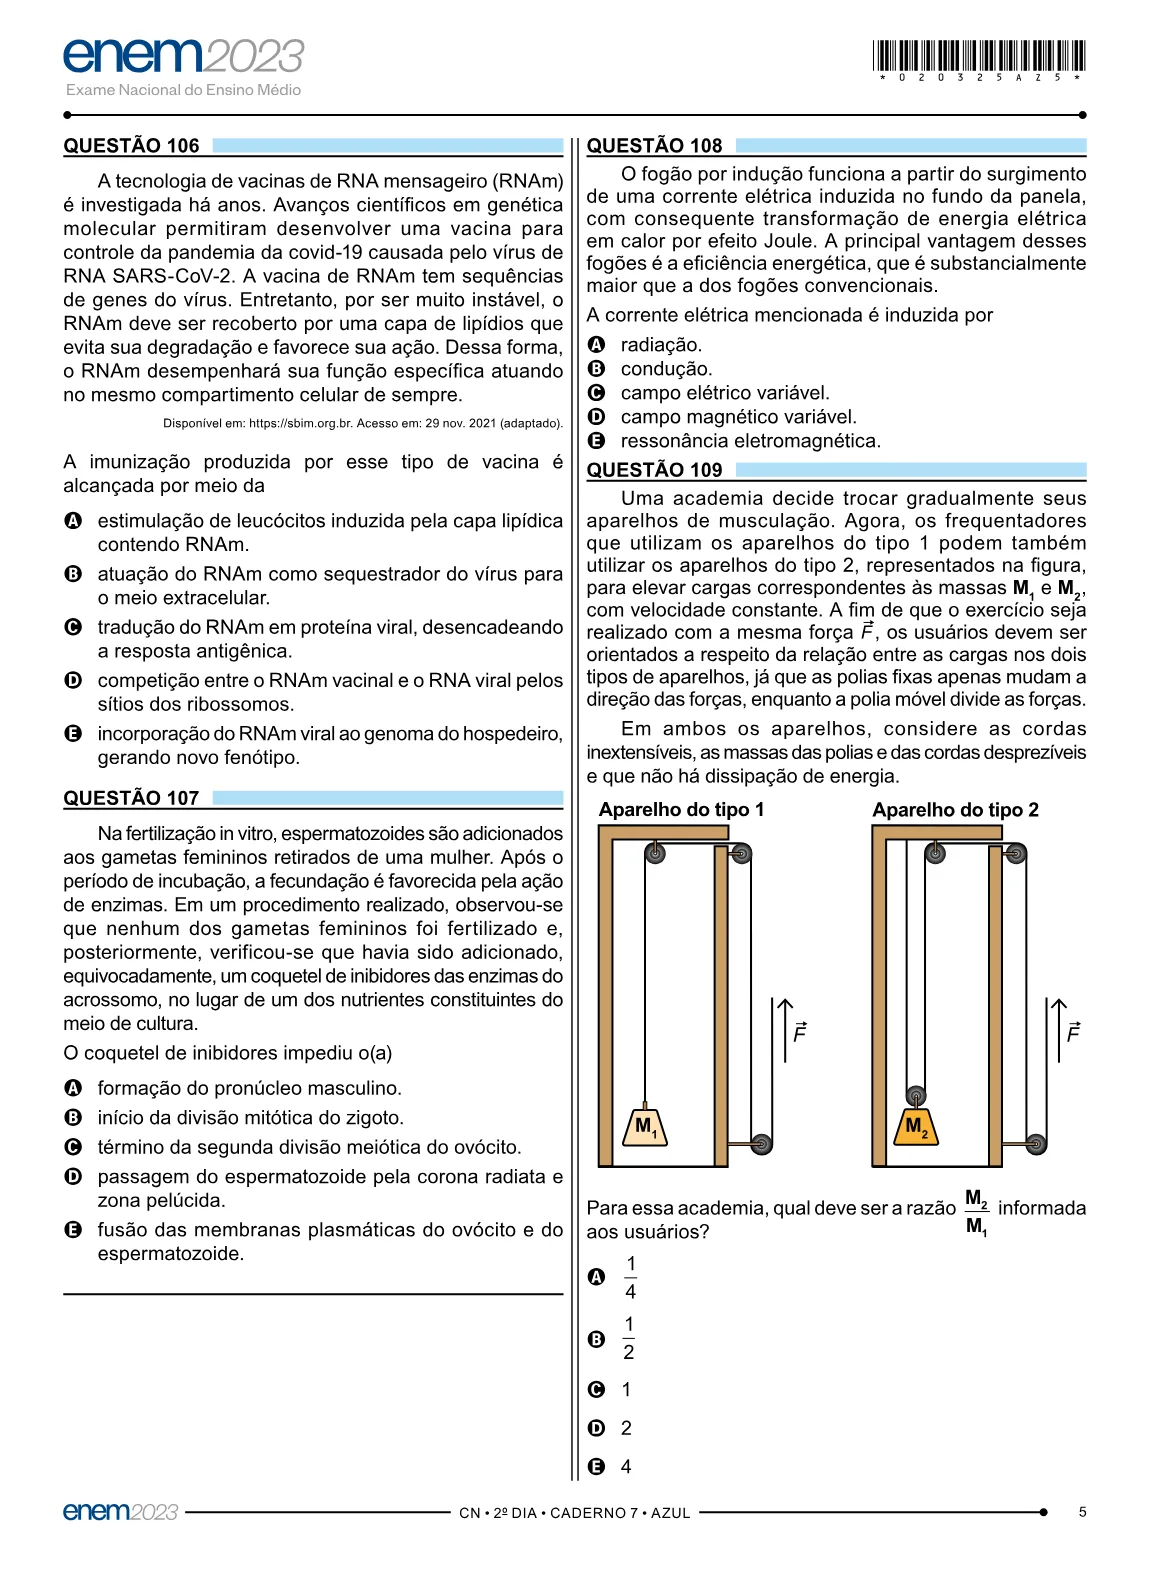 enem2023
Exame Nacional do Ensino Médio
*020325AZ5*
QUESTÃO 106
A tecnologia de vacinas de RNA mensageiro (RNAm)
é investigada há anos. Avanços científicos em genética
molecular permitiram desenvolver uma vacina para
controle da pandemia da covid-19 causada pelo vírus de
RNA SARS-CoV-2. A vacina de RNAm tem sequências
de genes do vírus. Entretanto, por ser muito instável, o
RNAm deve ser recoberto por uma capa de lipídios que
evita sua degradação e favorece sua ação. Dessa forma,
o RNAm desempenhará sua função específica atuando
no mesmo compartimento celular de sempre.
Disponível em: https://sbim.org.br. Acesso em: 29 nov. 2021 (adaptado).
A imunização produzida por esse tipo de vacina é
alcançada por meio da
A estimulação de leucócitos induzida pela capa lipídica
contendo RNAm.
B atuação do RNAm como sequestrador do vírus para
o meio extracelular.
C tradução do RNAm em proteína viral, desencadeando
a resposta antigênica.
D competição entre o RNAm vacinal e o RNA viral pelos
sítios dos ribossomos.
E incorporação do RNAm viral ao genoma do hospedeiro,
gerando novo fenótipo.
QUESTÃO 107
Na fertilização in vitro, espermatozoides são adicionados
aos gametas femininos retirados de uma mulher. Após o
período de incubação, a fecundação é favorecida pela ação
de enzimas. Em um procedimento realizado, observou-se
que nenhum dos gametas femininos foi fertilizado e,
posteriormente, verificou-se que havia sido adicionado,
equivocadamente, um coquetel de inibidores das enzimas do
acrossomo, no lugar de um dos nutrientes constituintes do
meio de cultura.
O coquetel de inibidores impediu o(a)
A formação do pronúcleo masculino.
B início da divisão mitótica do zigoto.
C término da segunda divisão meiótica do ovócito.
D passagem do espermatozoide pela corona radiata e
zona pelúcida.
E fusão das membranas plasmáticas do ovócito e do
espermatozoide.
QUESTÃO 108
O fogão por indução funciona a partir do surgimento
de uma corrente elétrica induzida no fundo da panela,
com consequente transformação de energia elétrica
em calor por efeito Joule. A principal vantagem desses
fogões é a eficiência energética, que é substancialmente
maior que a dos fogões convencionais.
A corrente elétrica mencionada é induzida por
A radiação.
B condução.
C campo elétrico variável.
D campo magnético variável.
E ressonância eletromagnética.
QUESTÃO 109
Uma academia decide trocar gradualmente seus
aparelhos de musculação. Agora, os frequentadores
que utilizam os aparelhos do tipo 1 podem também
utilizar os aparelhos do tipo 2, representados na figura,
para elevar cargas correspondentes às massas M₁ e M₂,
com velocidade constante. A fim de que o exercício seja
realizado com a mesma força F⃗, os usuários devem ser
orientados a respeito da relação entre as cargas nos dois
tipos de aparelhos, já que as polias fixas apenas mudam a
direção das forças, enquanto a polia móvel divide as forças.
Em ambos os aparelhos, considere as cordas
inextensíveis, as massas das polias e das cordas desprezíveis
e que não há dissipação de energia.
Aparelho do tipo 1
F⃗
M₁
Aparelho do tipo 2
F⃗
M₂
Para essa academia, qual deve ser a razão M₂/M₁ informada
aos usuários?
A 1/4
B 1/2
C 1
D 2
E 4
enem2023
CN • 2º DIA • CADERNO 7 • AZUL
5